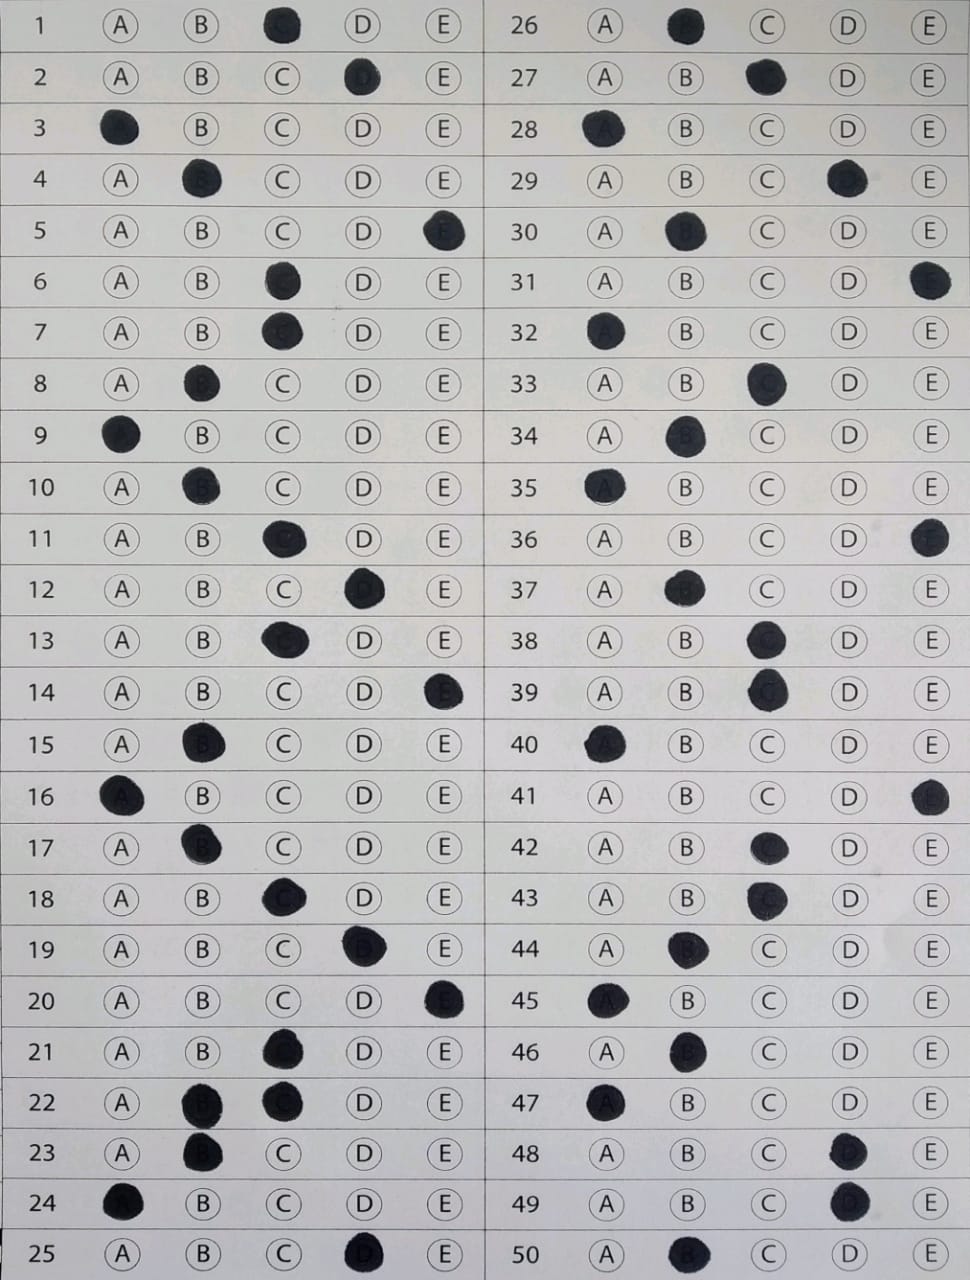 1 A B C D E 26 A B C D E
2 A B C D E 27 A B C D E
3 A B C D E 28 A B C D E
4 A B C D E 29 A B C D E
5 A B C D E 30 A B C D E
6 A B C D E 31 A B C D E
7 A B C D E 32 A B C D E
8 A B C D E 33 A B C D E
9 A B C D E 34 A B C D E
10 A B C D E 35 A B C D E
11 A B C D E 36 A B C D E
12 A B C D E 37 A B C D E
13 A B C D E 38 A B C D E
14 A B C D E 39 A B C D E
15 A B C D E 40 A B C D E
16 A B C D E 41 A B C D E
17 A B C D E 42 A B C D E
18 A B C D E 43 A B C D E
19 A B C D E 44 A B C D E
20 A B C D E 45 A B C D E
21 A B C D E 46 A B C D E
22 A B C D E 47 A B C D E
23 A B C D E 48 A B C D E
24 A B C D E 49 A B C D E
25 A B C D E 50 A B C D E